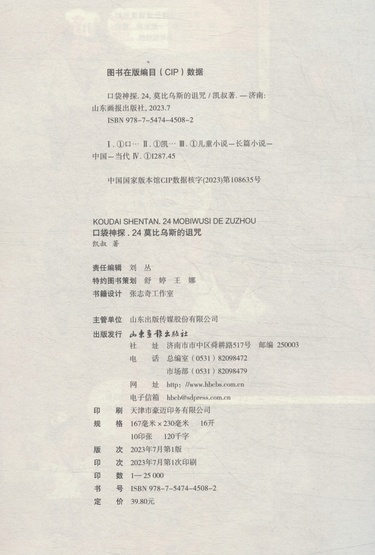 图书在版编目(CIP)数据
口袋神探.24,莫比乌斯的诅咒/凯叔著.—济南:
山东画报出版社,2023.7
ISBN 978-7-5474-4508-2
Ⅰ.①口… Ⅱ.①凯… Ⅲ.①儿童小说—长篇小说—
中国—当代 Ⅳ.①I287.45
中国国家版本馆CIP数据核字(2023)第108635号
KOUDAI SHENTAN. 24 MOBIWUSI DE ZUZHOU
口袋神探.24 莫比乌斯的诅咒
凯叔 著
责任编辑 刘 丛
特约图书策划 舒 婷 王 娜
书籍设计 张志奇工作室
主管单位 山东出版传媒股份有限公司
出版发行 山东画报出版社
社 址 济南市市中区舜耕路517号 邮编 250003
电 话 总编室(0531)82098472
市场部(0531)82098479
网 址 http://www.hbcbs.com.cn
电子信箱 hbcb@sdpress.com.cn
印 刷 天津市豪迈印务有限公司
规 格 167毫米×230毫米 16开
10印张 120千字
版 次 2023年7月第1版
印 次 2023年7月第1次印刷
印 数 1—25 000
书 号 ISBN 978-7-5474-4508-2
定 价 39.80元